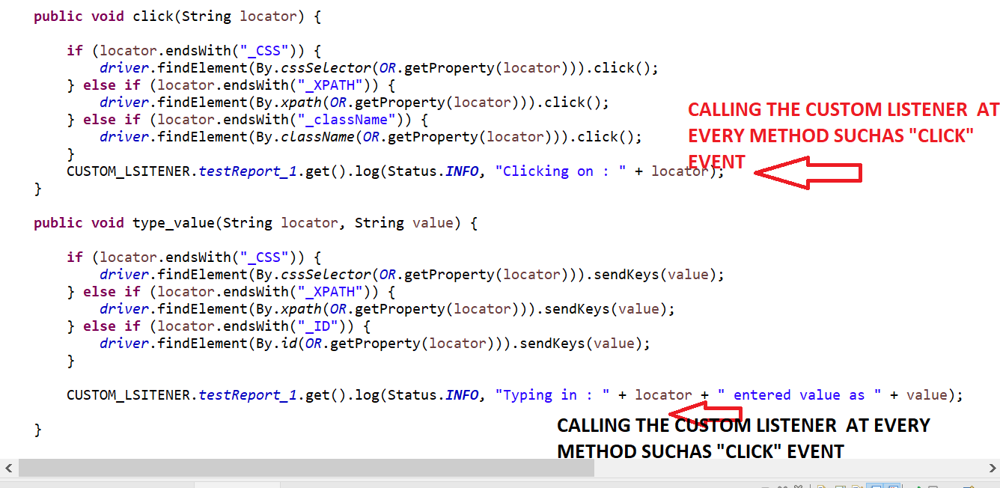 public void click(String locator) {
if (locator.endsWith("_CSS")) {
driver.findElement(By.cssSelector(OR.getProperty(locator))).click();
} else if (locator.endsWith("_XPATH")) {
driver.findElement(By.xpath(OR.getProperty(locator))).click();
} else if (locator.endsWith("_className")) {
driver.findElement(By.className(OR.getProperty(locator))).click();
}
CUSTOM_LSITENER.testReport_1.get().log(Status.INFO, "Clicking on : " + locator);
}
CALLING THE CUSTOM LISTENER AT
EVERY METHOD SUCHAS "CLICK"
EVENT
public void type_value(String locator, String value) {
if (locator.endsWith("_CSS")) {
driver.findElement(By.cssSelector(OR.getProperty(locator))).sendKeys(value);
} else if (locator.endsWith("_XPATH")) {
driver.findElement(By.xpath(OR.getProperty(locator))).sendKeys(value);
} else if (locator.endsWith("_ID")) {
driver.findElement(By.id(OR.getProperty(locator))).sendKeys(value);
}
CUSTOM_LSITENER.testReport_1.get().log(Status.INFO, "Typing in : " + locator + " entered value as " + value);
}
CALLING THE CUSTOM LISTENER AT EVERY
METHOD SUCHAS "CLICK" EVENT